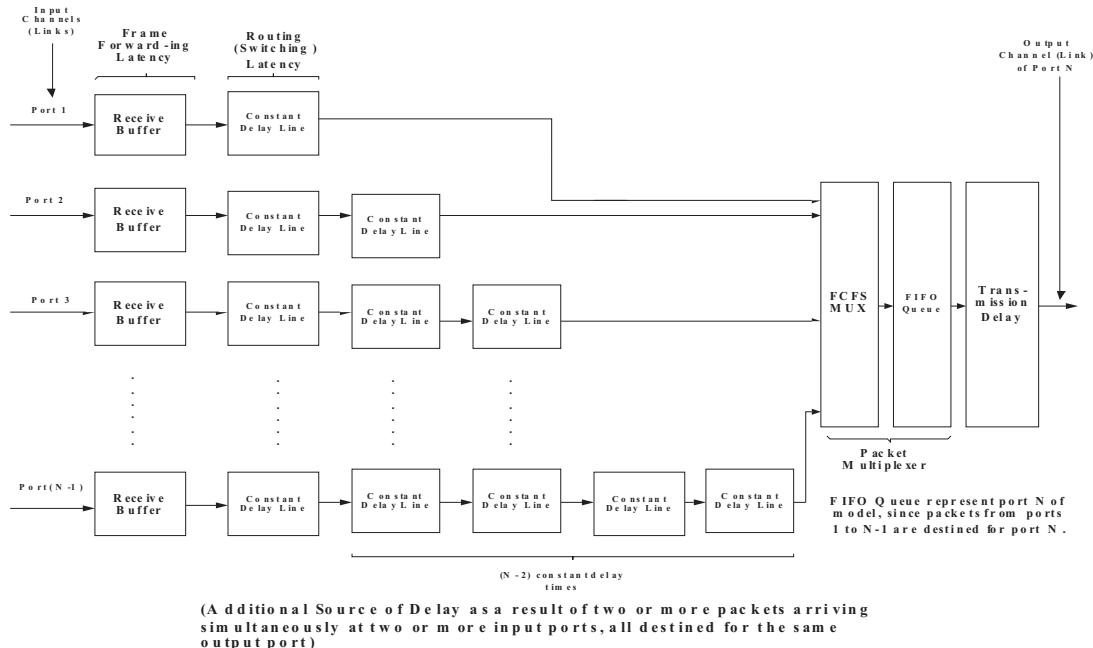 Input
Channels
(Links)
Frame
Forward-ing
Latency
Routing
(Switching)
Latency
Output
Channel (Link)
of Port N
Port 1
Receive
Buffer
Constant
Delay Line
Port 2
Receive
Buffer
Constant
Delay Line
Constant
Delay Line
Port 3
Receive
Buffer
Constant
Delay Line
Constant
Delay Line
Constant
Delay Line
FCFS
MUX
FIFO
Queue
Trans-
mission
Delay
Port (N-1)
Receive
Buffer
Constant
Delay Line
Constant
Delay Line
Constant
Delay Line
Constant
Delay Line
Constant
Delay Line
Packet
Multiplexer
FIFO Queue represent port N of
model, since packets from ports
1 to N-1 are destined for port N.
(N-2) constant delay
times
(Additional Source of Delay as a result of two or more packets arriving
simultaneously at two or more input ports, all destined for the same
output port)